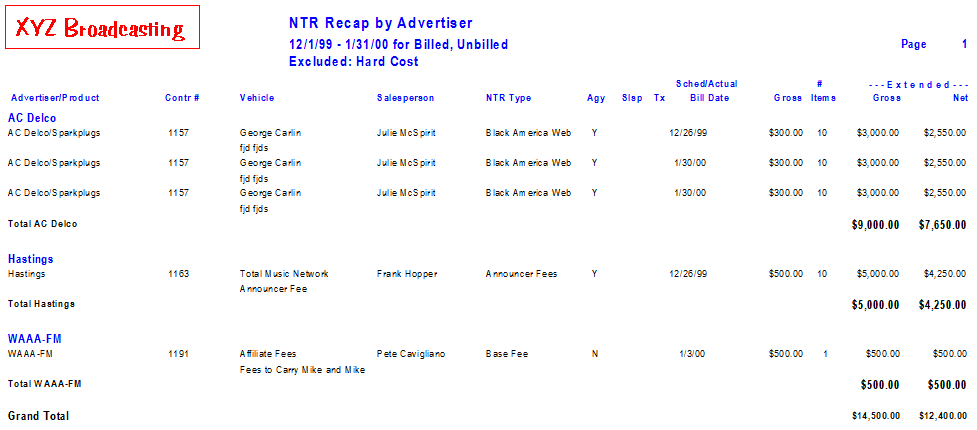 XYZ Broadcasting
NTR Recap by Advertiser
12/1/99 - 1/31/00 for Billed, Unbilled
Page 1
Excluded: Hard Cost
Sched/Actual # ---Extended---
Advertiser/Product Contr # Vehicle Salesperson NTR Type Agy Slsp Tx Bill Date Gross Items Gross Net
AC Delco
AC Delco/Sparkplugs 1157 George Carlin Julie McSpirit Black America Web Y 12/26/99 $300.00 10 $3,000.00 $2,550.00
fjd fjds
AC Delco/Sparkplugs 1157 George Carlin Julie McSpirit Black America Web Y 1/30/00 $300.00 10 $3,000.00 $2,550.00
fjd fjds
AC Delco/Sparkplugs 1157 George Carlin Julie McSpirit Black America Web Y 1/30/00 $300.00 10 $3,000.00 $2,550.00
fjd fjds
Total AC Delco $9,000.00 $7,650.00
Hastings
Hastings 1163 Total Music Network Frank Hopper Announcer Fees Y 12/26/99 $500.00 10 $5,000.00 $4,250.00
Announcer Fee
Total Hastings $5,000.00 $4,250.00
WAAA-FM
WAAA-FM 1191 Affiliate Fees Pete Cavigliano Base Fee N 1/3/00 $500.00 1 $500.00 $500.00
Fees to Carry Mike and Mike
Total WAAA-FM $500.00 $500.00
Grand Total $14,500.00 $12,400.00